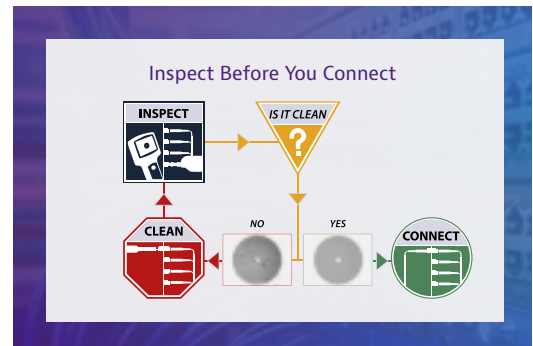 Inspect Before You Connect
INSPECT
IS IT CLEAN
?
NO
YES
CLEAN
CONNECT